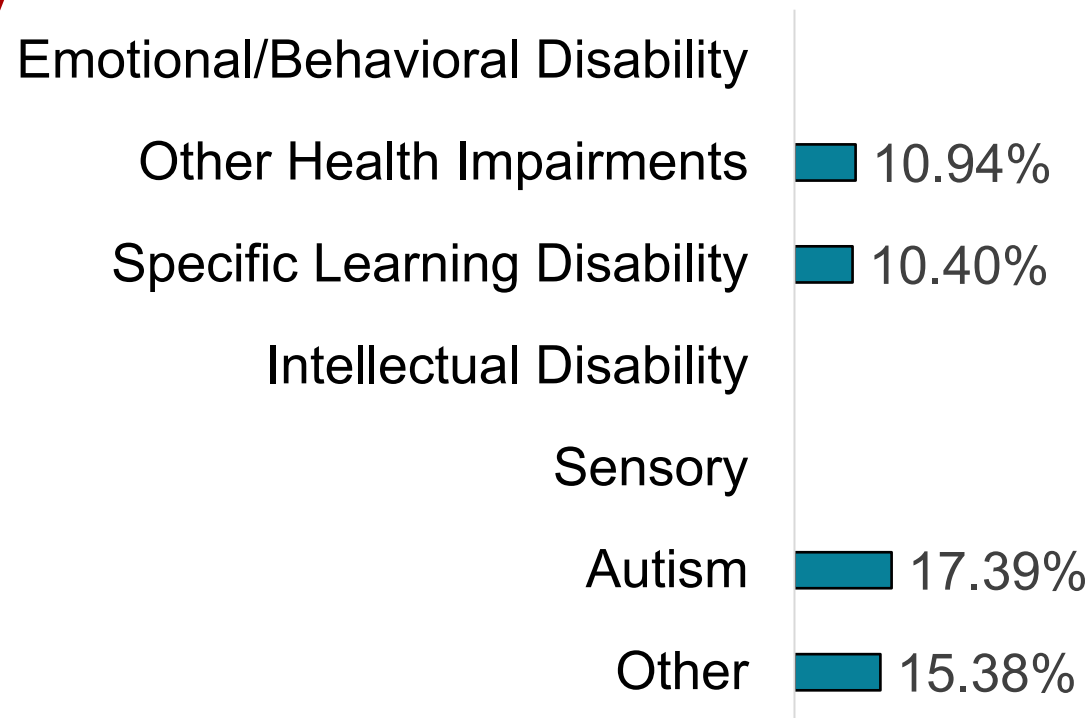 Emotional/Behavioral Disability
Other Health Impairments 10.94%
Specific Learning Disability 10.40%
Intellectual Disability
Sensory
Autism 17.39%
Other 15.38%